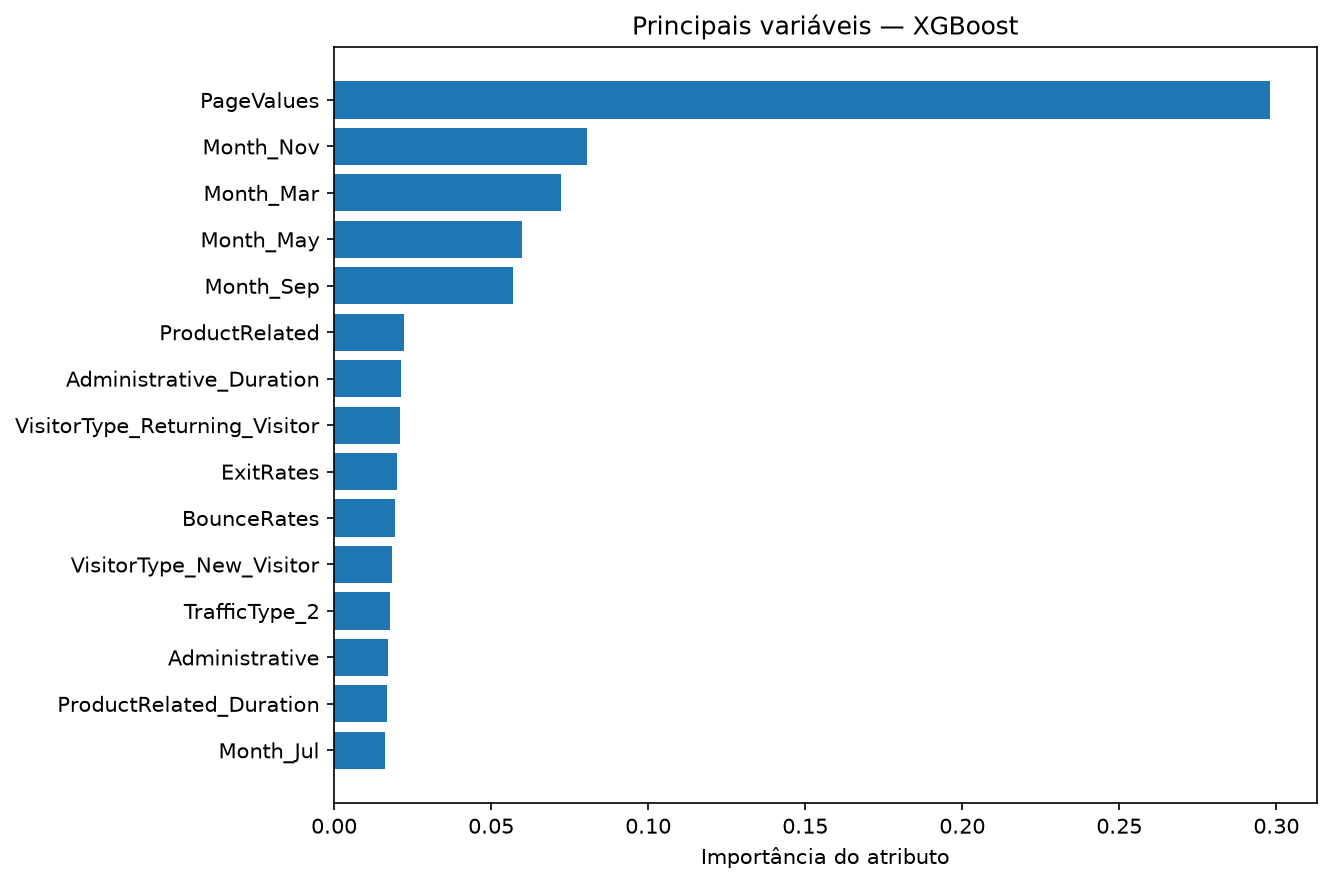 Principais variáveis — XGBoost
PageValues
Month_Nov
Month_Mar
Month_May
Month_Sep
ProductRelated
Administrative_Duration
VisitorType_Returning_Visitor
ExitRates
BounceRates
VisitorType_New_Visitor
TrafficType_2
Administrative
ProductRelated_Duration
Month_Jul
0.00 0.05 0.10 0.15 0.20 0.25 0.30
Importância do atributo